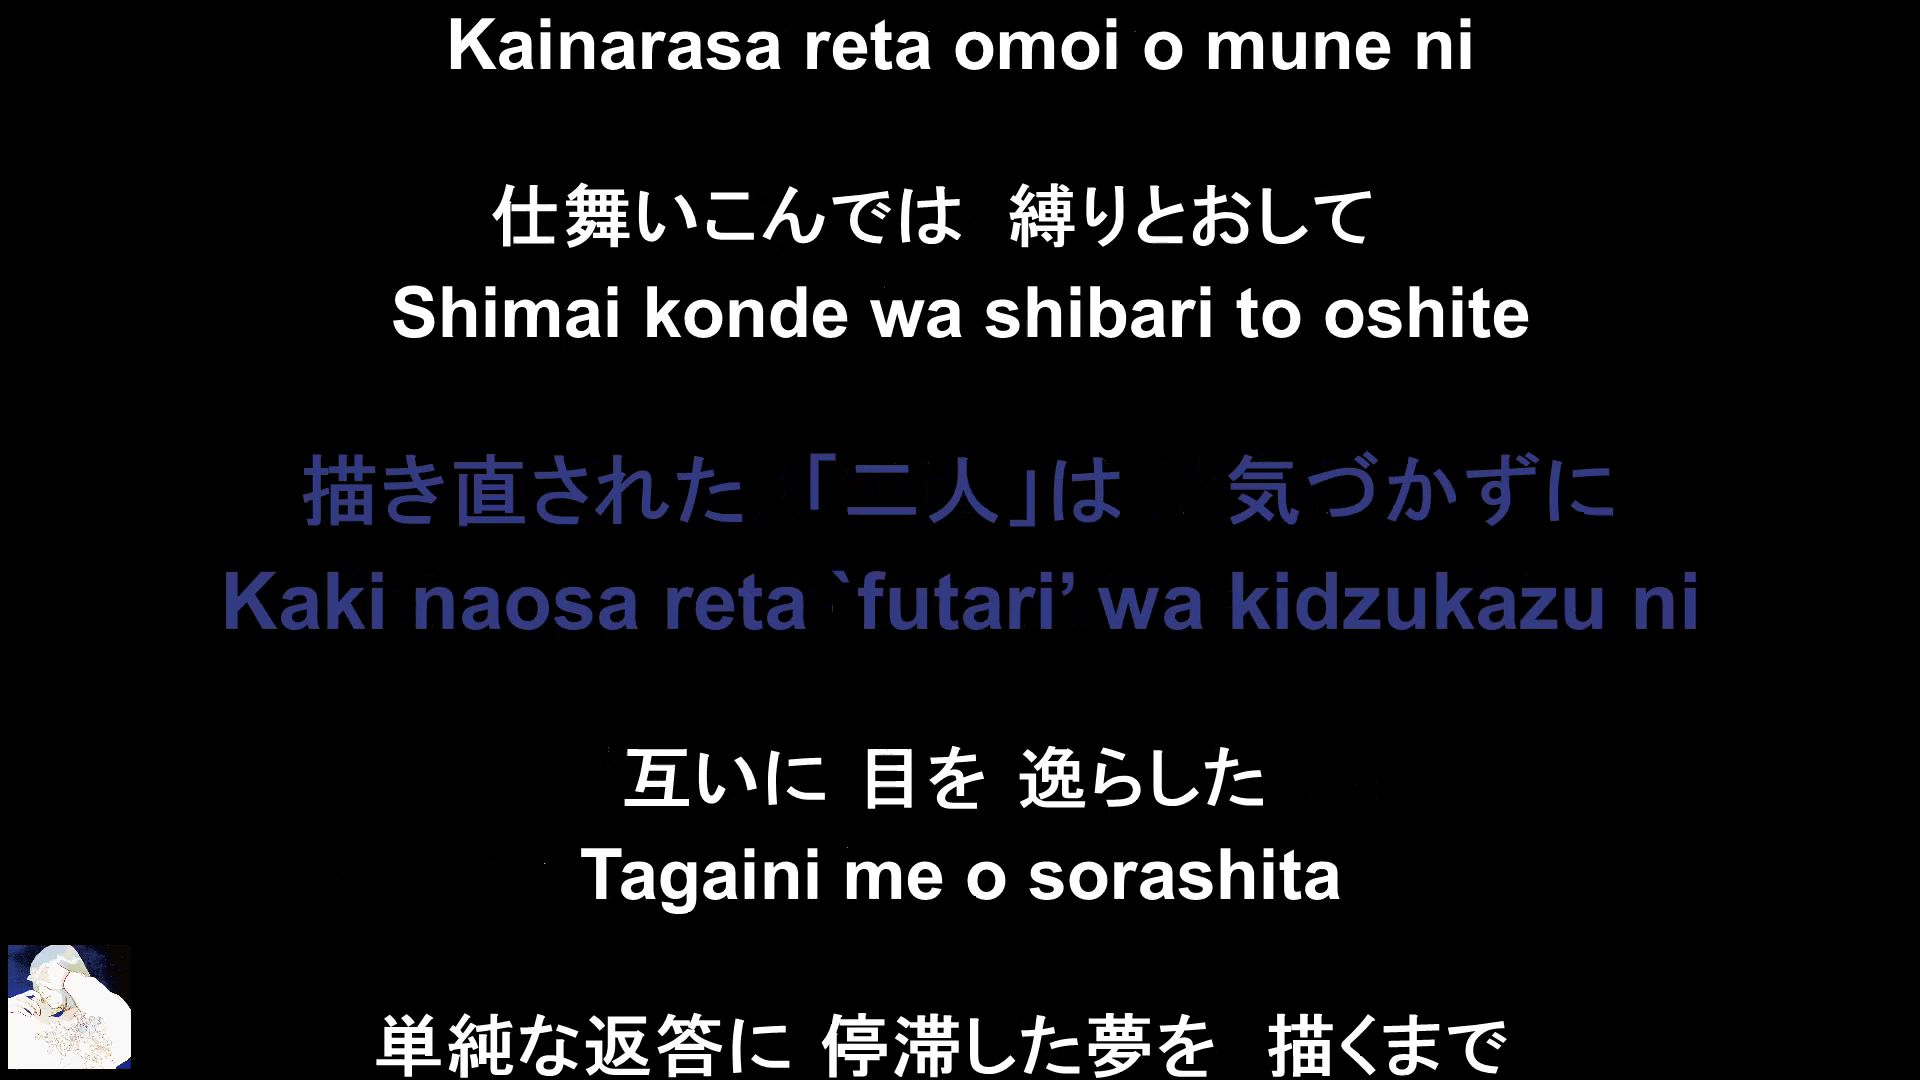 Kainarasa reta omoi o mune ni
仕舞いこんでは　縛りとおして
Shimai konde wa shibari to oshite
描き直された　「二人」は　　気づかずに
Kaki naosa reta `futari’ wa kidzukazu ni
互いに 目を 逸らした
Tagaini me o sorashita
単純な返答に 停滞した夢を　描くまで